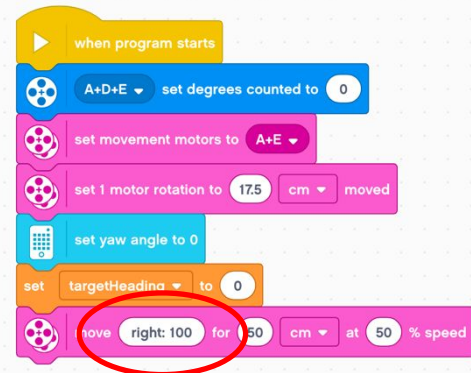 when program starts
A+D+E set degrees counted to 0
set movement motors to A+E
set 1 motor rotation to 17.5 cm moved
set yaw angle to 0
set targetHeading to 0
move right: 100 for 50 cm at 50 % speed